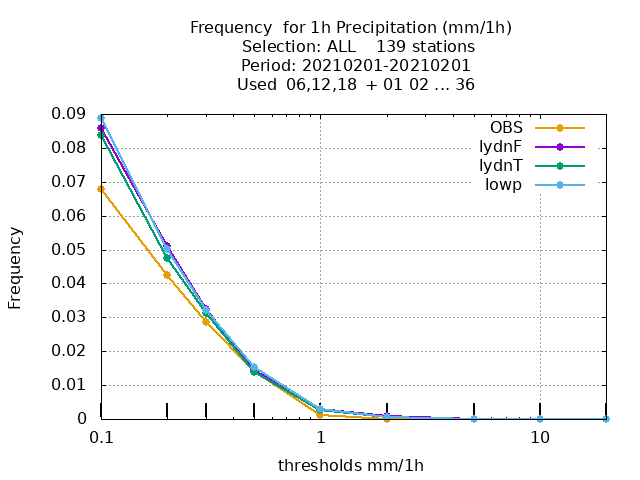 Frequency  for 1h Precipitation (mm/1h)
Selection: ALL    139 stations
Period: 20210201-20210201
Used  06,12,18  + 01 02 ... 36
OBS
lydnF
lydnT
lowp
Frequency
0.09
0.08
0.07
0.06
0.05
0.04
0.03
0.02
0.01
0
0.1 1 10
thresholds mm/1h